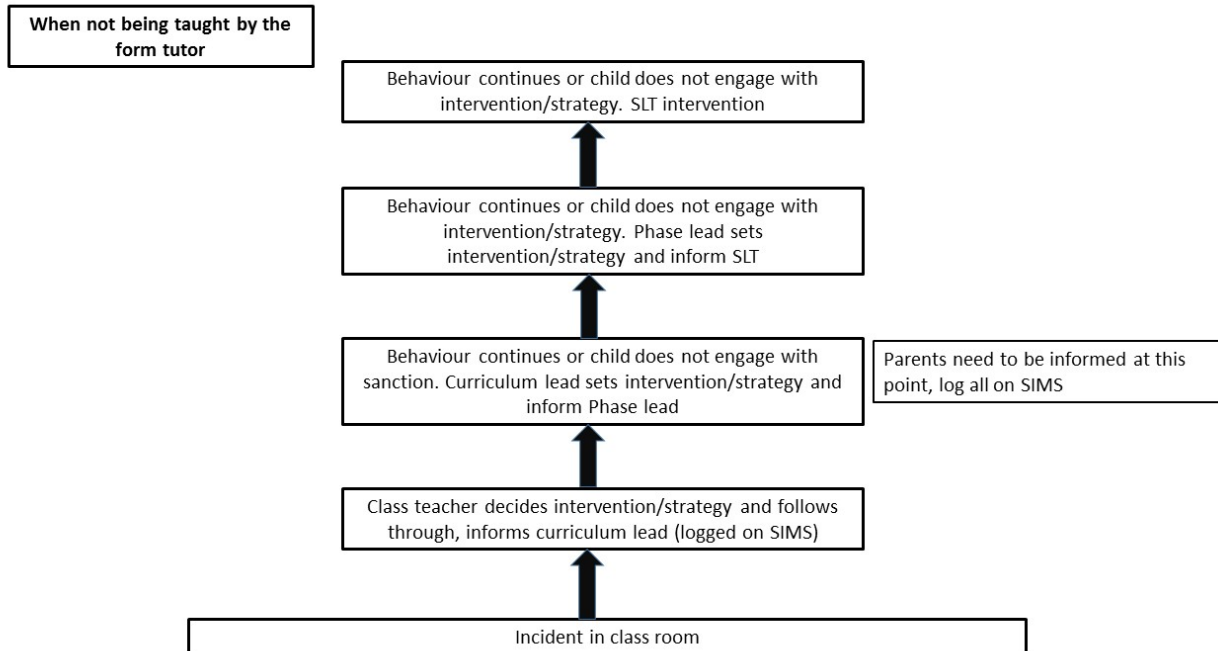 When not being taught by the
form tutor
Behaviour continues or child does not engage with
intervention/strategy. SLT intervention
Behaviour continues or child does not engage with
intervention/strategy. Phase lead sets
intervention/strategy and inform SLT
Behaviour continues or child does not engage with
sanction. Curriculum lead sets intervention/strategy and
inform Phase lead
Parents need to be informed at this
point, log all on SIMS
Class teacher decides intervention/strategy and follows
through, informs curriculum lead (logged on SIMS)
Incident in class room